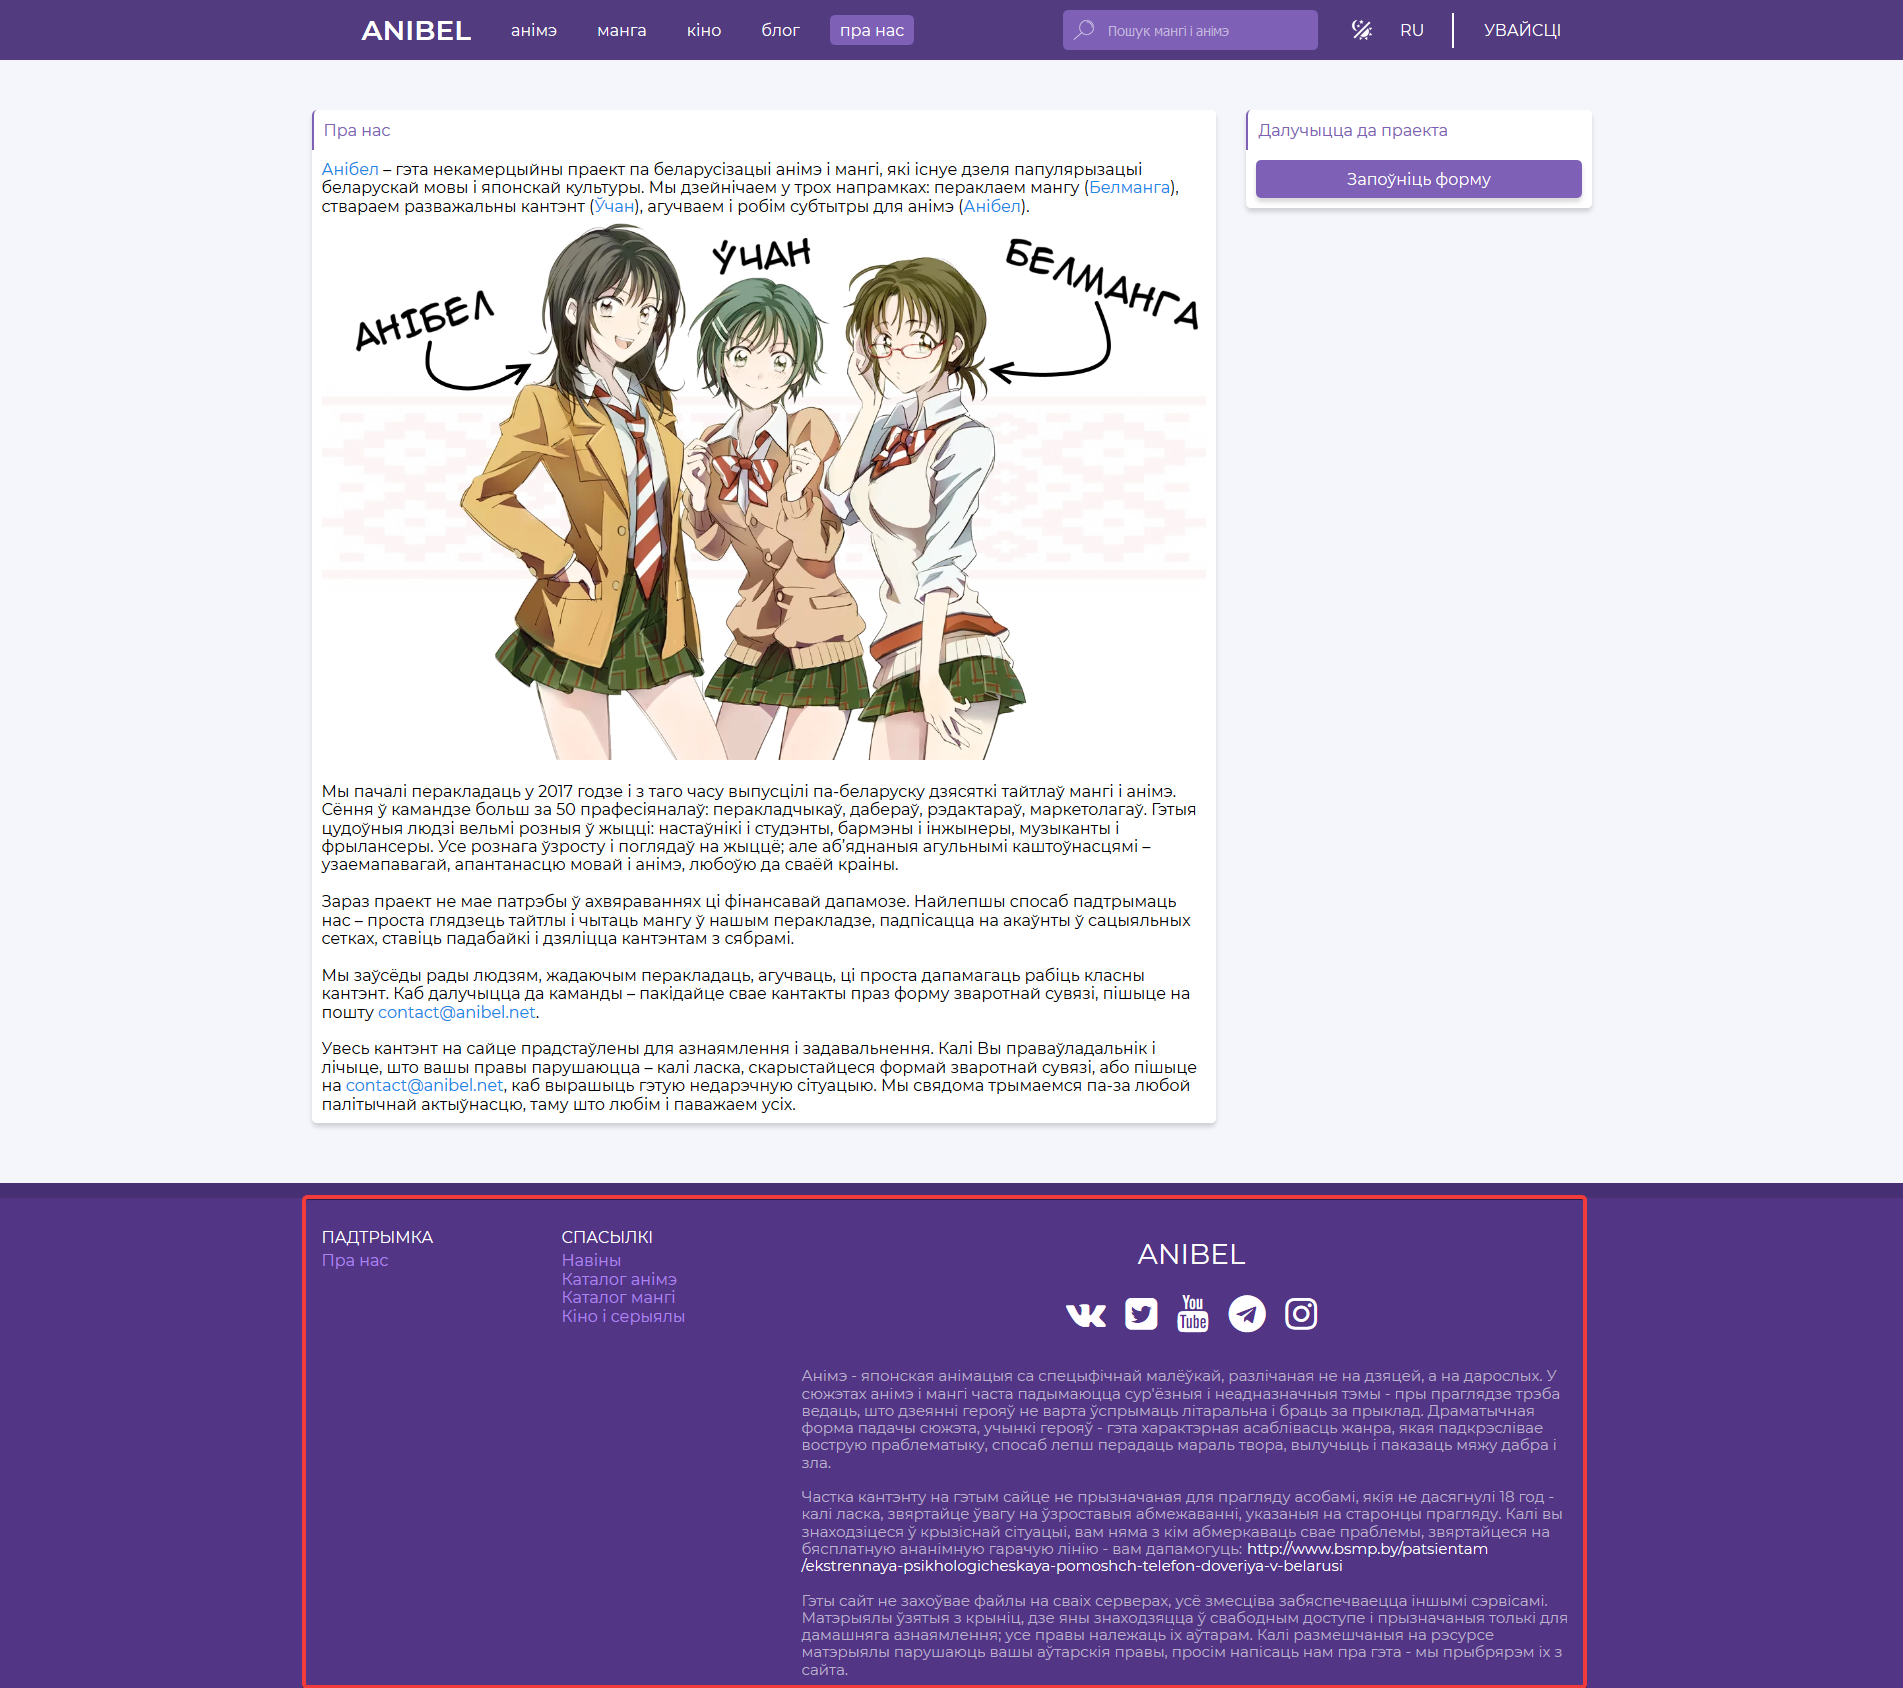 ANIBEL
анімэ
манга
кіно
блог
пра нас
Пошук мангі і анімэ
RU
УВАЙСЦІ
Пра нас
Анібел – гэта некамерцыйны праект па беларусізацыі анімэ і мангі, які існуе дзеля папулярызацыі
беларускай мовы і японскай культуры. Мы дзейнічаем у трох напрамках: пераклаем мангу (Белманга),
ствараем разважальны кантэнт (Ўчан), агучваем і робім субтытры для анімэ (Анібел).
АНІБЕЛ
ЎЧАН
БЕЛМАНГА
Мы пачалі перакладаць у 2017 годзе і з таго часу выпусцілі па-беларуску дзясяткі тайтлаў мангі і анімэ.
Сёння ў камандзе больш за 50 прафесіяналаў: перакладчыкаў, дабераў, рэдактараў, маркетолагаў. Гэтыя
цудоўныя людзі вельмі розныя ў жыцці: настаўнікі і студэнты, бармэны і інжынеры, музыканты і
фрылансеры. Усе рознага ўзросту і поглядаў на жыццё; але аб’яднаныя агульнымі каштоўнасцямі –
узаемапавагай, апантанасцю мовай і анімэ, любоўю да сваёй краіны.
Зараз праект не мае патрэбы ў ахвяраваннях ці фінансавай дапамозе. Найлепшы спосаб падтрымаць
нас – проста глядзець тайтлы і чытаць мангу ў нашым перакладзе, падпісацца на акаўнты ў сацыяльных
сетках, ставіць падабайкі і дзяліцца кантэнтам з сябрамі.
Мы заўсёды рады людзям, жадаючым перакладаць, агучваць, ці проста дапамагаць рабіць класны
кантэнт. Каб далучыцца да каманды – пакідайце свае кантакты праз форму зваротнай сувязі, пішыце на
пошту contact@anibel.net.
Увесь кантэнт на сайце прадстаўлены для азнаямлення і задавальнення. Калі Вы праваўладальнік і
лічыце, што вашы правы парушаюцца – калі ласка, скарыстайцеся формай зваротнай сувязі, або пішыце
на contact@anibel.net, каб вырашыць гэтую недарэчную сітуацыю. Мы свядома трымаемся па-за любой
палітычнай актыўнасцю, таму што любім і паважаем усіх.
Далучыцца да праекта
Запоўніць форму
ПАДТРЫМКА
Пра нас
СПАСЫЛКІ
Навіны
Каталог анімэ
Каталог мангі
Кіно і серыялы
ANIBEL
You
Tube
Анімэ - японская анімацыя са спецыфічнай малёўкай, разлічаная не на дзяцей, а на дарослых. У
сюжэтах анімэ і мангі часта падымаюцца сур'ёзныя і неадназначныя тэмы - пры праглядзе трэба
ведаць, што дзеянні герояў не варта ўспрымаць літаральна і браць за прыклад. Драматычная
форма падачы сюжэта, учынкі герояў - гэта характэрная асаблівасць жанра, якая падкрэслівае
вострую праблематыку, спосаб лепш перадаць мараль твора, вылучыць і паказаць мяжу дабра і
зла.
Частка кантэнту на гэтым сайце не прызначаная для прагляду асобамі, якія не дасягнулі 18 год -
калі ласка, звяртайце ўвагу на ўзроставыя абмежаванні, указаныя на старонцы прагляду. Калі вы
знаходзіцеся ў крызіснай сітуацыі, вам няма з кім абмеркаваць свае праблемы, звяртайцеся на
бясплатную ананімную гарачую лінію - вам дапамогуць: http://www.bsmp.by/patsientam
/ekstrennaya-psikhologicheskaya-pomoshch-telefon-doveriya-v-belarusi
Гэты сайт не захоўвае файлы на сваіх серверах, усё змесціва забяспечваецца іншымі сэрвісамі.
Матэрыялы ўзятыя з крыніц, дзе яны знаходзяцца ў свабодным доступе і прызначаныя толькі для
дамашняга азнаямлення; усе правы належаць іх аўтарам. Калі размешчаныя на рэсурсе
матэрыялы парушаюць вашы аўтарскія правы, просім напісаць нам пра гэта - мы прыбрярэм іх з
сайта.